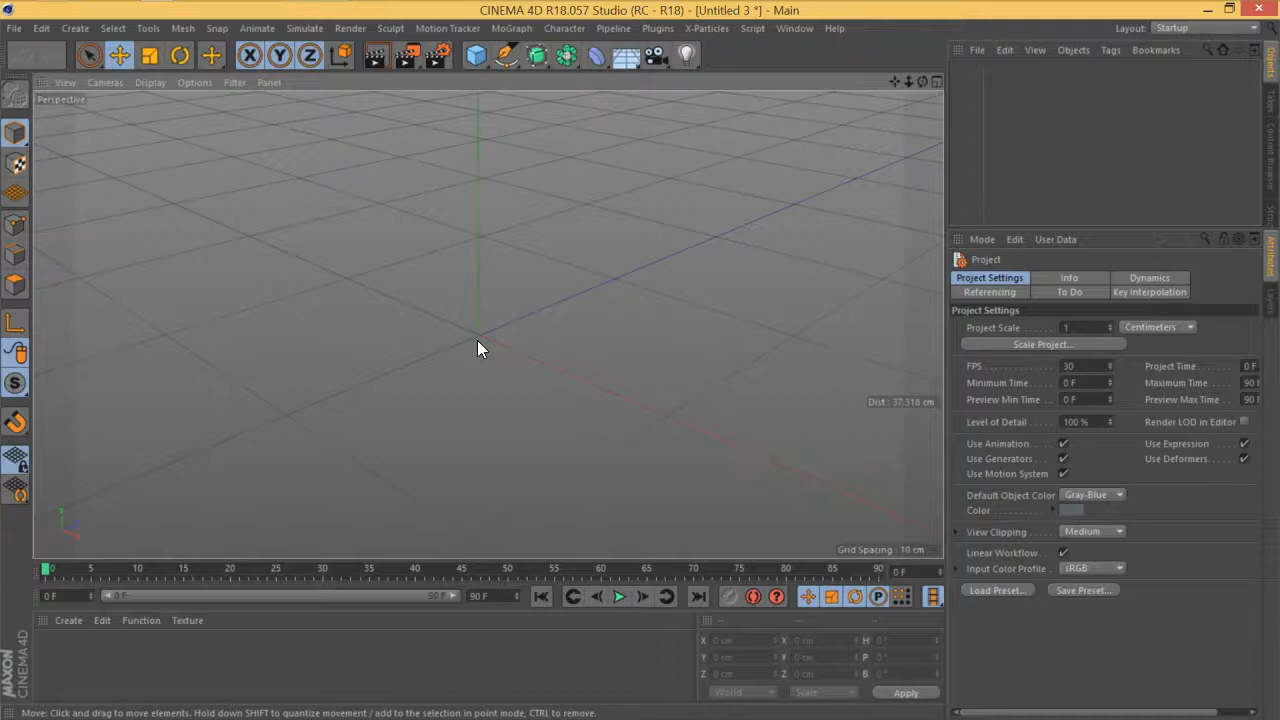 CINEMA 4D R18.057 Studio (RC - R18) - [Untitled 3 *] - Main
File Edit Create Select Tools Mesh Snap Animate Simulate Render Sculpt Motion Tracker MoGraph Character Pipeline Plugins X-Particles Script Window Help
Layout: Startup
X Y Z
File Edit View Objects Tags Bookmarks
View Cameras Display Options Filter Panel
Perspective
Objects
Takes
Content Browser
Attributes
Layers
Mode Edit User Data
Project
Project Settings Info Dynamics
Referencing To Do Key Interpolation
Project Settings
Project Scale 1 Centimeters
Scale Project...
FPS 30 Project Time 0 F
Minimum Time 0 F Maximum Time 90 F
Preview Min Time 0 F Preview Max Time 90 F
Level of Detail 100 % Render LOD in Editor
Use Animation Use Expression
Use Generators Use Deformers
Use Motion System
Default Object Color Gray-Blue
Color
View Clipping Medium
Linear Workflow
Input Color Profile sRGB
Load Preset... Save Preset...
Dist : 37.318 cm
Grid Spacing : 10 cm
0 5 10 15 20 25 30 35 40 45 50 55 60 65 70 75 80 85 90 0 F
0 F 0 F 90 F 90 F
Create Edit Function Texture
X 0 cm X 0 cm H 0 °
Y 0 cm Y 0 cm P 0 °
Z 0 cm Z 0 cm B 0 °
World Scale Apply
MAXON CINEMA 4D
Move: Click and drag to move elements. Hold down SHIFT to quantize movement / add to the selection in point mode, CTRL to remove.